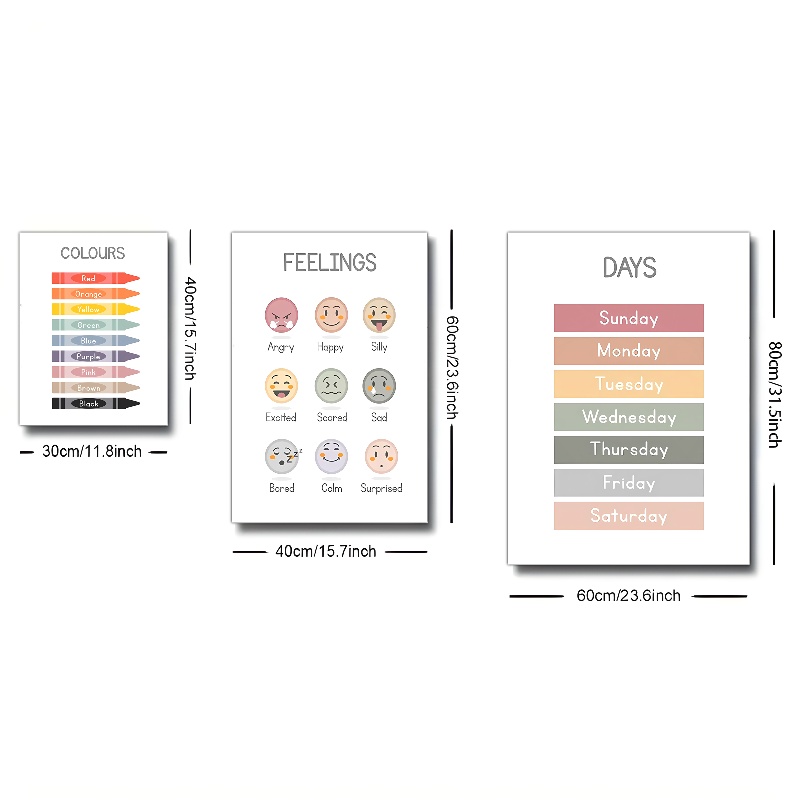 COLOURS
Red
Orange
Yellow
Green
Blue
Purple
Pink
Brown
Black
40cm/15.7inch
30cm/11.8inch
FEELINGS
Angry Happy Silly
Excited Scared Sad
zzz
Bored Calm Surprised
60cm/23.6inch
40cm/15.7inch
DAYS
Sunday
Monday
Tuesday
Wednesday
Thursday
Friday
Saturday
80cm/31.5inch
60cm/23.6inch